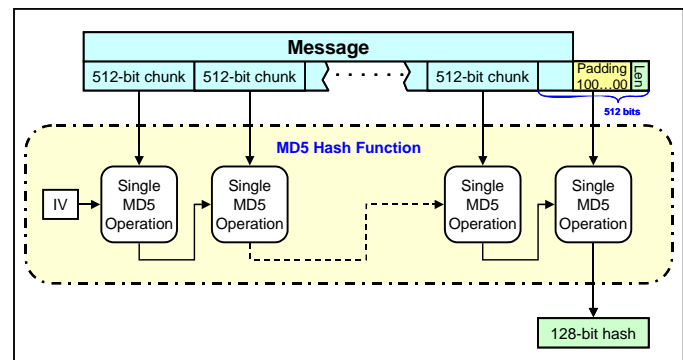 Message
512-bit chunk 512-bit chunk . . . . . . 512-bit chunk Padding
100...00
Len
512 bits
MD5 Hash Function
IV
Single
MD5
Operation
Single
MD5
Operation
Single
MD5
Operation
Single
MD5
Operation
128-bit hash